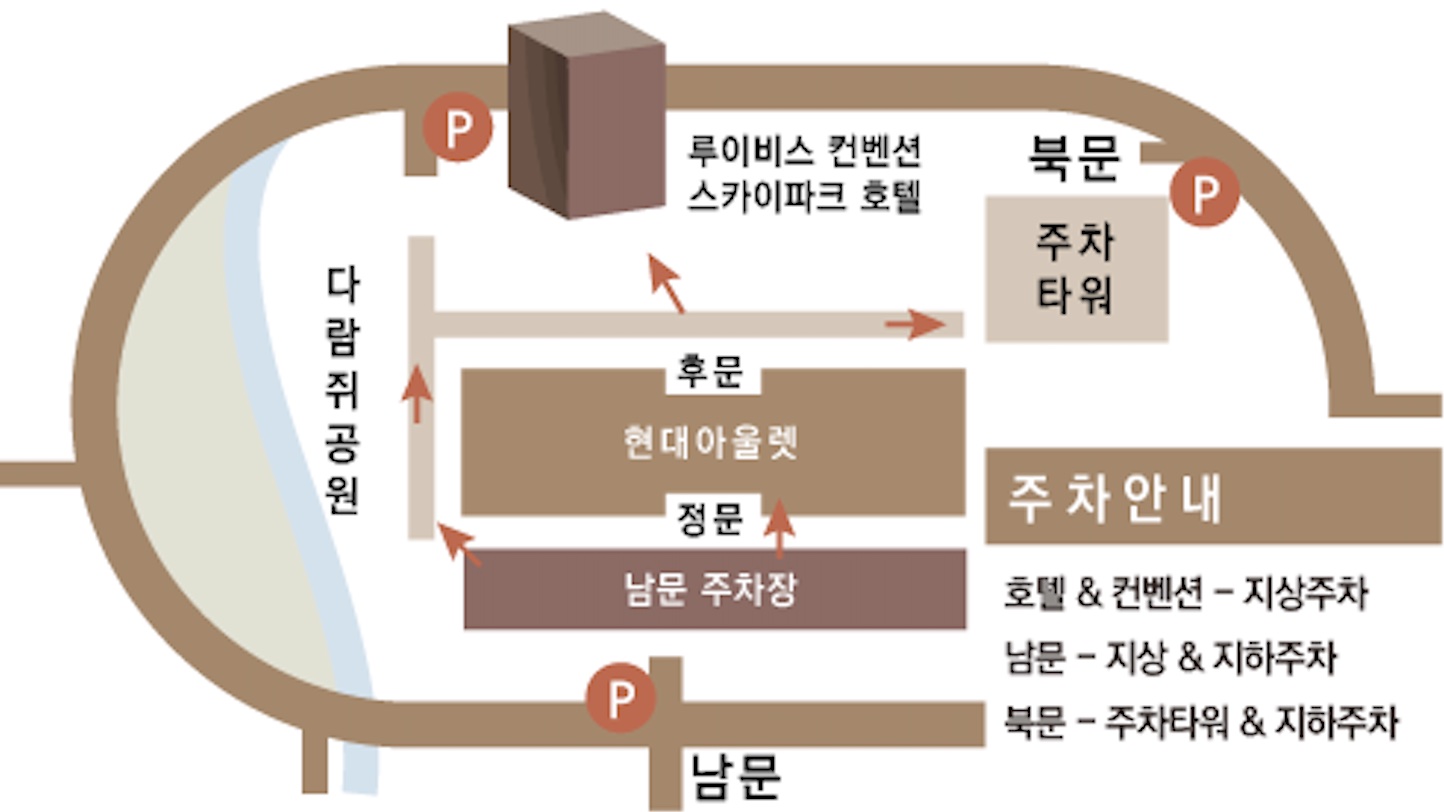 P
루이비스 컨벤션
스카이파크 호텔
북문
P
주차
타워
다람쥐공원
후문
현대아울렛
정문
남문 주차장
주차안내
호텔 & 컨벤션 - 지상주차
남문 - 지상 & 지하주차
북문 - 주차타워 & 지하주차
P
남문